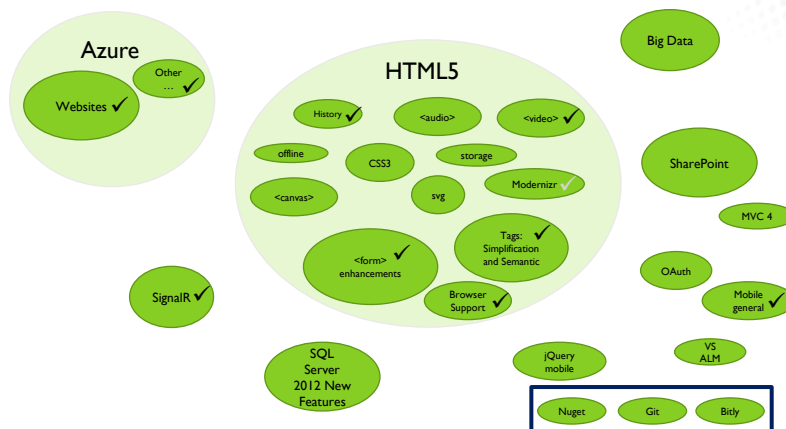 Azure
Websites
Other
…
HTML5
History
<audio>
<video>
offline
CSS3
storage
<canvas>
svg
Modernizr
<form>
enhancements
Tags:
Simplification
and Semantic
Browser
Support
Big Data
SharePoint
MVC 4
OAuth
Mobile
general
SignalR
SQL
Server
2012 New
Features
jQuery
mobile
VS
ALM
Nuget
Git
Bitly